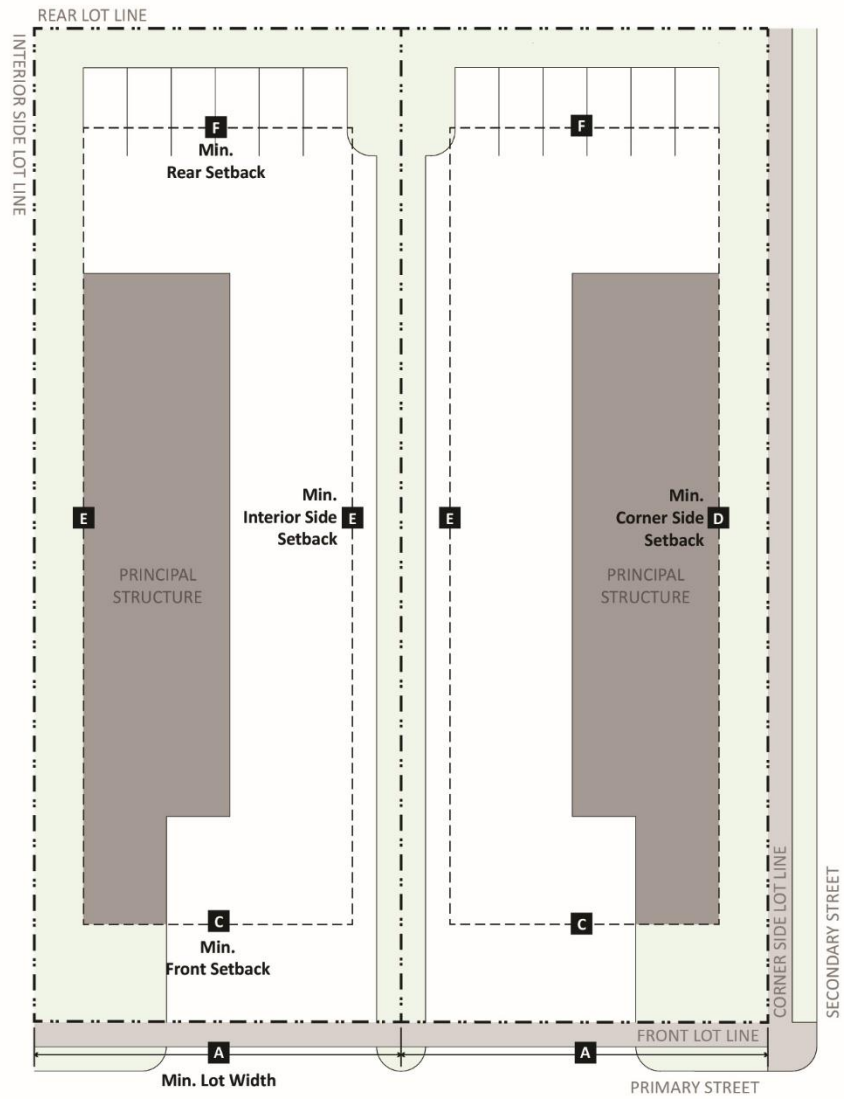 REAR LOT LINE
INTERIOR SIDE LOT LINE
F
Min.
Rear Setback
F
E
Min.
Interior Side
Setback
E
E
Min.
Corner Side
Setback
D
PRINCIPAL
STRUCTURE
PRINCIPAL
STRUCTURE
C
Min.
Front Setback
C
CORNER SIDE LOT LINE
SECONDARY STREET
FRONT LOT LINE
A
Min. Lot Width
A
PRIMARY STREET